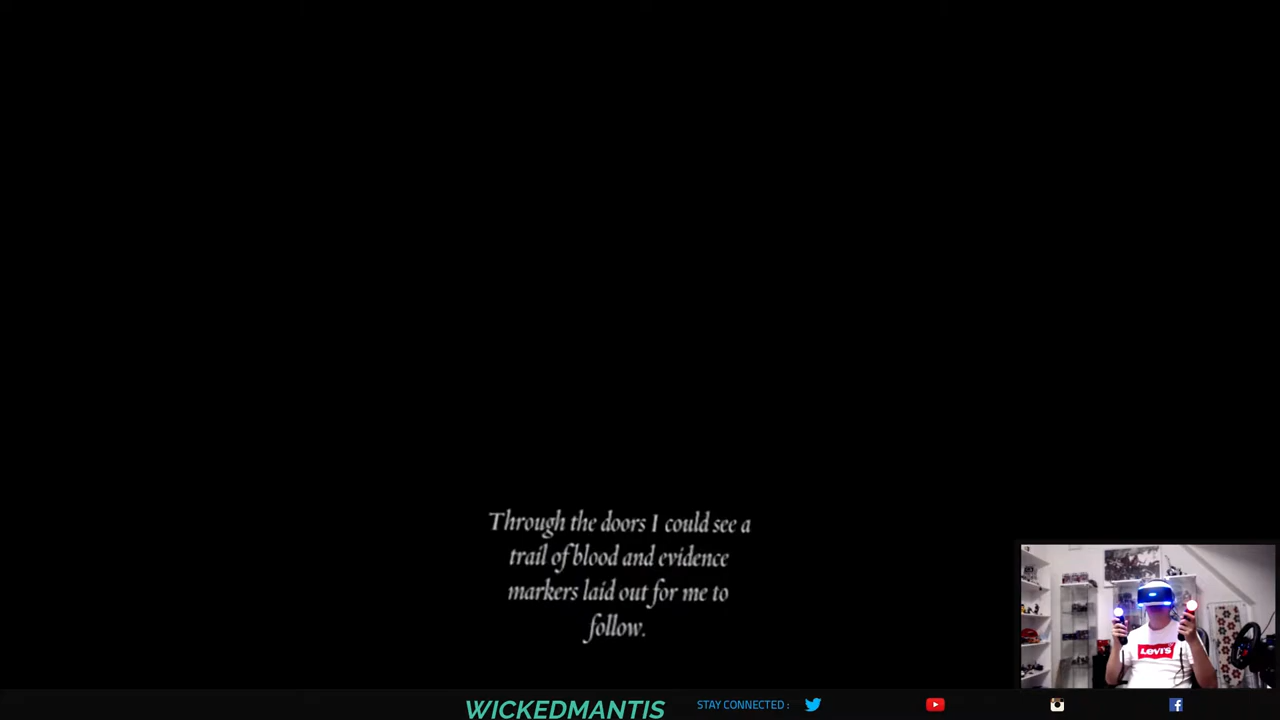 Through the doors I could see a
trail of blood and evidence
markers laid out for me to
follow.
LEVI'S
WICKEDMANTIS
STAY CONNECTED :